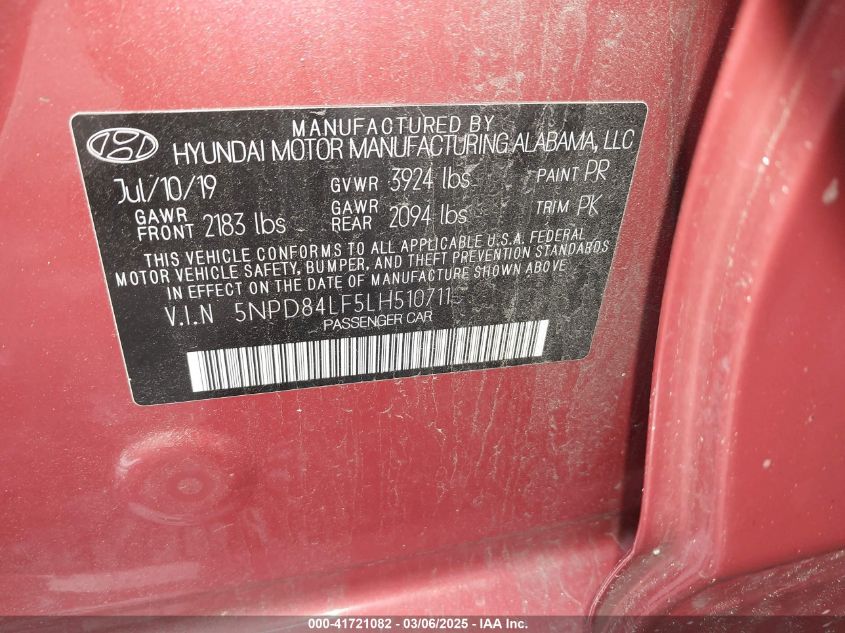 MANUFACTURED BY
HYUNDAI MOTOR MANUFACTURING ALABAMA, LLC
Jul/10/19 GVWR 3924 lbs PAINT PR
GAWR FRONT 2183 lbs GAWR REAR 2094 lbs TRIM PK
THIS VEHICLE CONFORMS TO ALL APPLICABLE U.S.A. FEDERAL
MOTOR VEHICLE SAFETY, BUMPER, AND THEFT PREVENTION STANDARDS
IN EFFECT ON THE DATE OF MANUFACTURE SHOWN ABOVE
V.I.N 5NPD84LF5LH510711
PASSENGER CAR
000-41721082 - 03/06/2025 - IAA Inc.